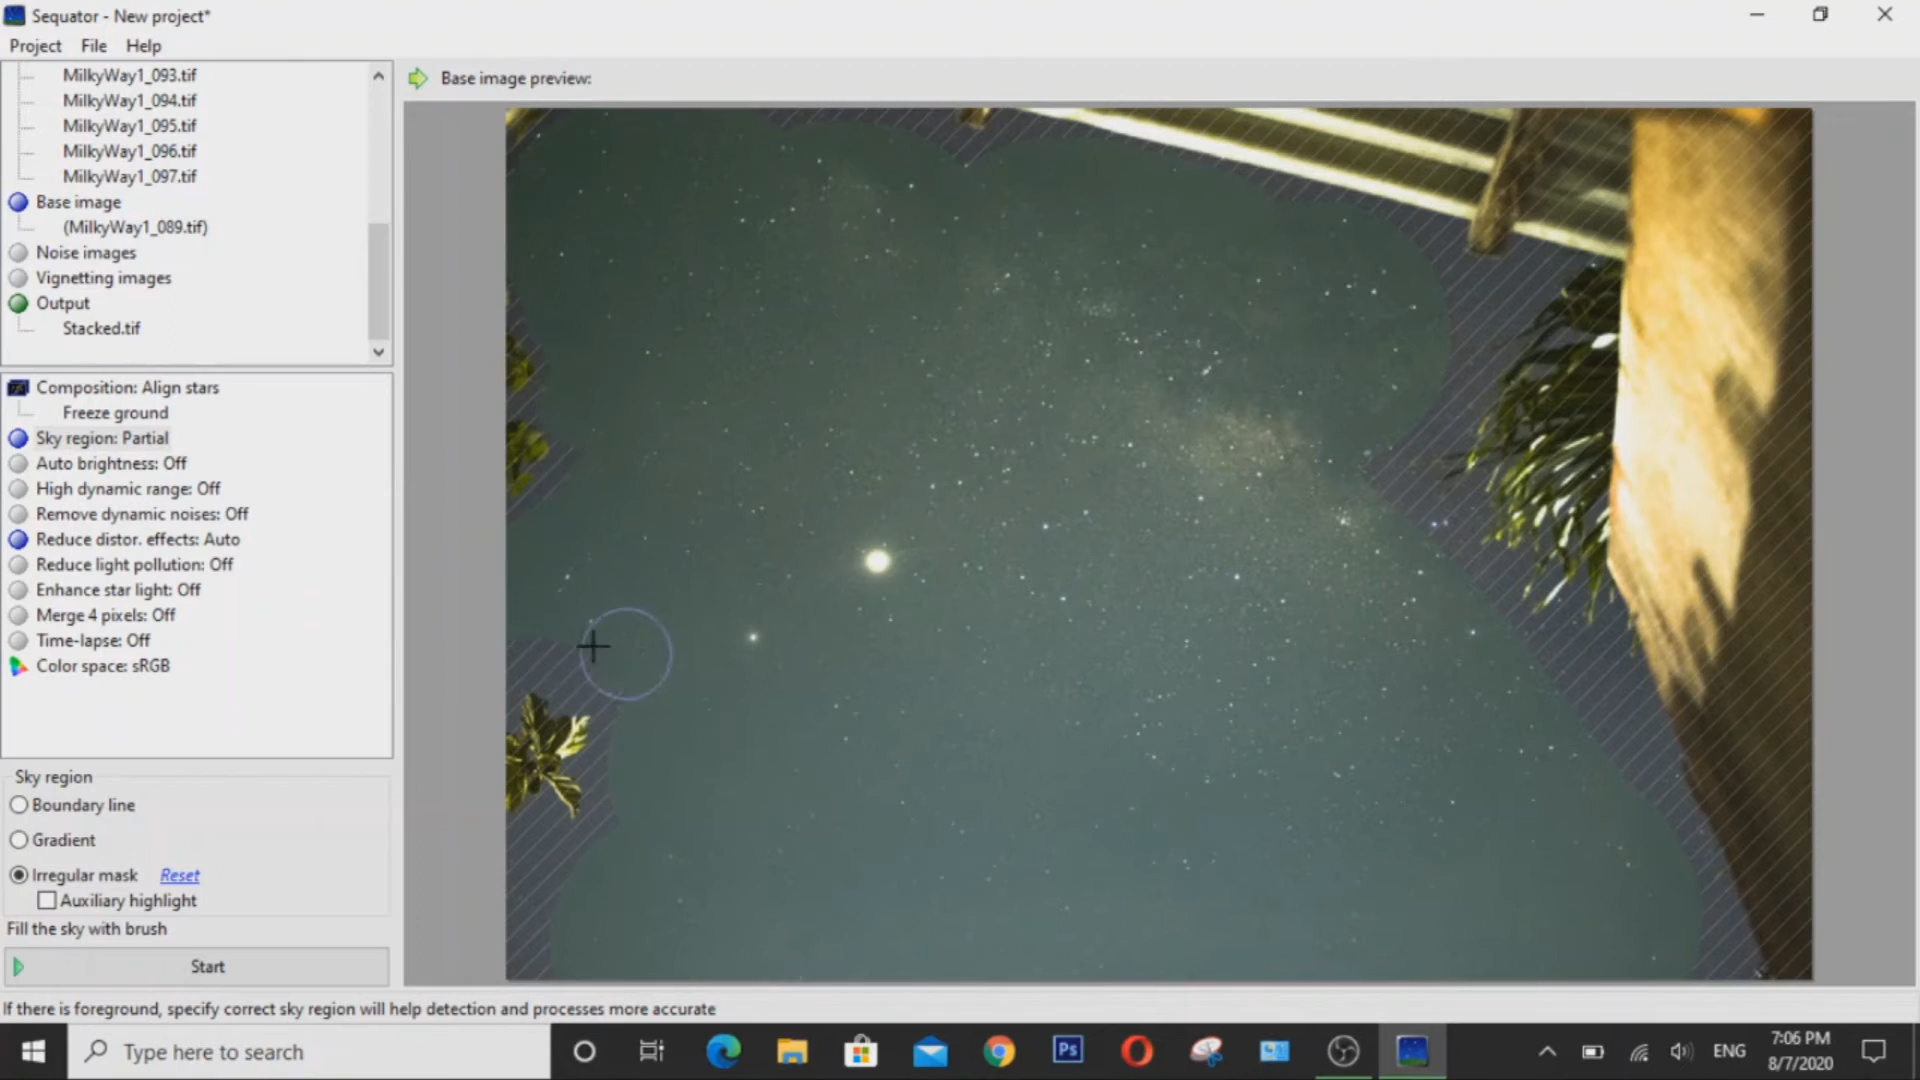 Sequator - New project*
Project File Help
MilkyWay1_093.tif
MilkyWay1_094.tif
MilkyWay1_095.tif
MilkyWay1_096.tif
MilkyWay1_097.tif
Base image
(MilkyWay1_089.tif)
Noise images
Vignetting images
Output
Stacked.tif
Base image preview:
Composition: Align stars
Freeze ground
Sky region: Partial
Auto brightness: Off
High dynamic range: Off
Remove dynamic noises: Off
Reduce distor. effects: Auto
Reduce light pollution: Off
Enhance star light: Off
Merge 4 pixels: Off
Time-lapse: Off
Color space: sRGB
Sky region
Boundary line
Gradient
Irregular mask Reset
Auxiliary highlight
Fill the sky with brush
Start
If there is foreground, specify correct sky region will help detection and processes more accurate
Type here to search
Ps
ENG
7:06 PM
8/7/2020